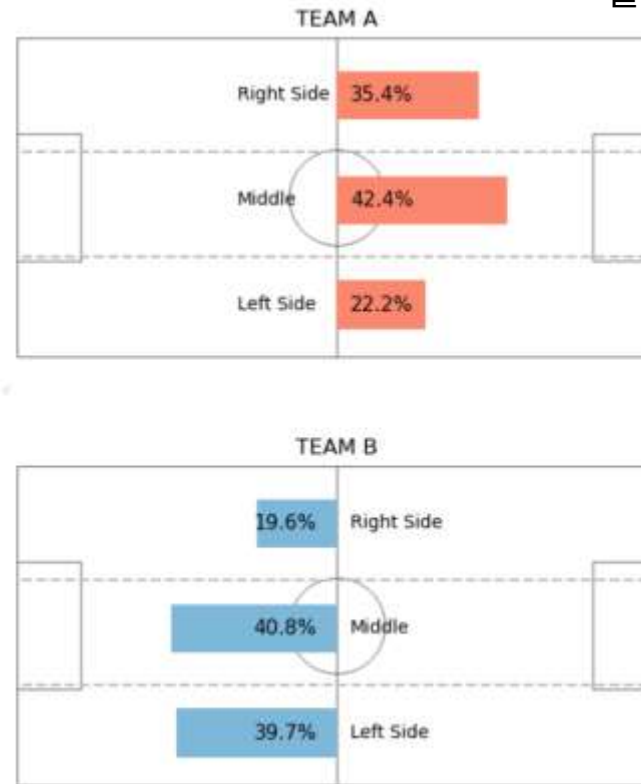 TEAM A
Right Side 35.4%
Middle 42.4%
Left Side 22.2%
TEAM B
19.6% Right Side
40.8% Middle
39.7% Left Side